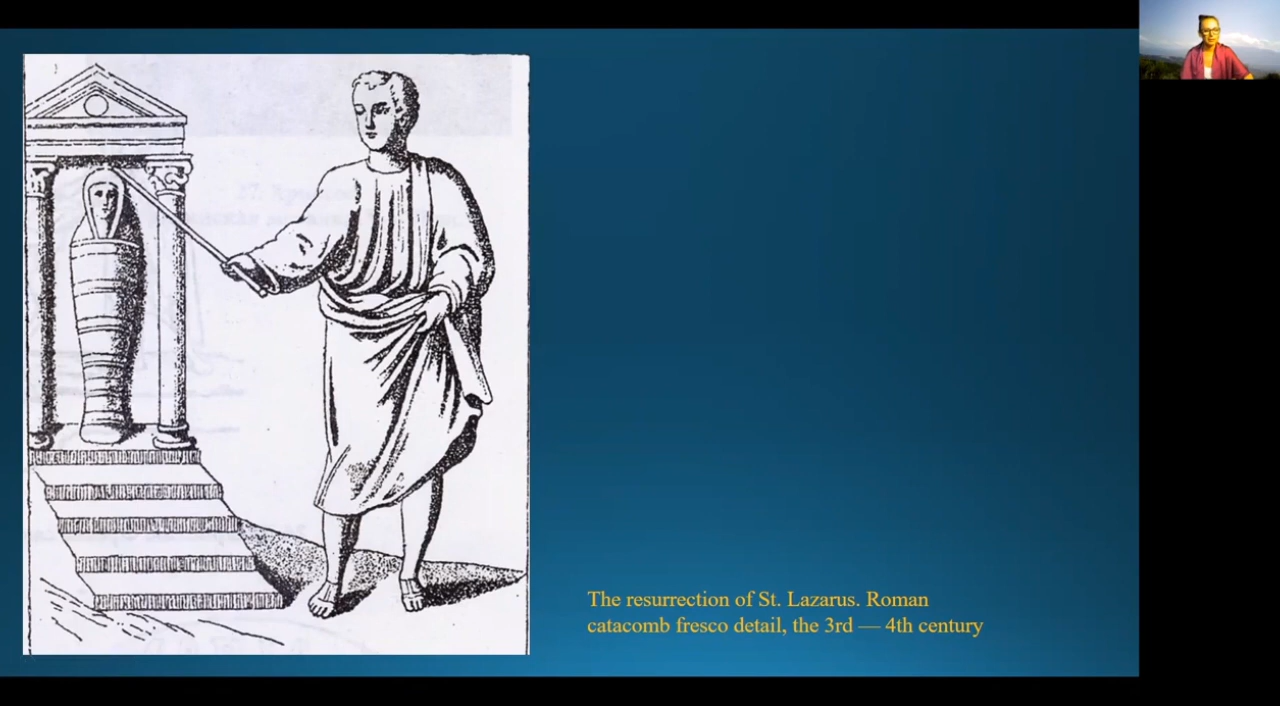 The resurrection of St. Lazarus. Roman
catacomb fresco detail, the 3rd — 4th century